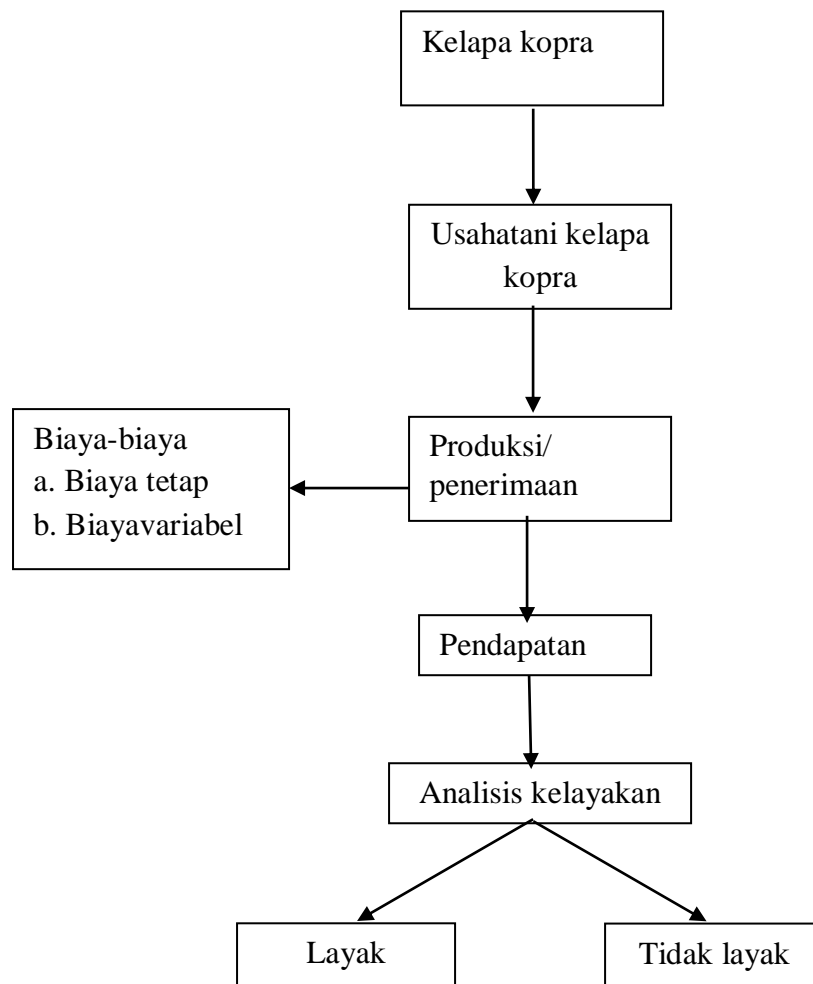 Kelapa kopra
Usahatani kelapa
kopra
Biaya-biaya
a. Biaya tetap
b. Biayavariabel
Produksi/
penerimaan
Pendapatan
Analisis kelayakan
Layak
Tidak layak